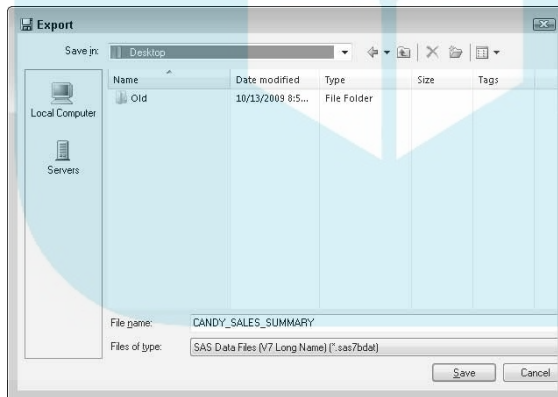 Export
Save in: Desktop
Name Date modified Type Size Tags
Old 10/13/2009 8:5... File Folder
Local Computer
Servers
File name: CANDY_SALES_SUMMARY
Files of type: SAS Data Files (V7 Long Name) (*.sas7bdat)
Save Cancel